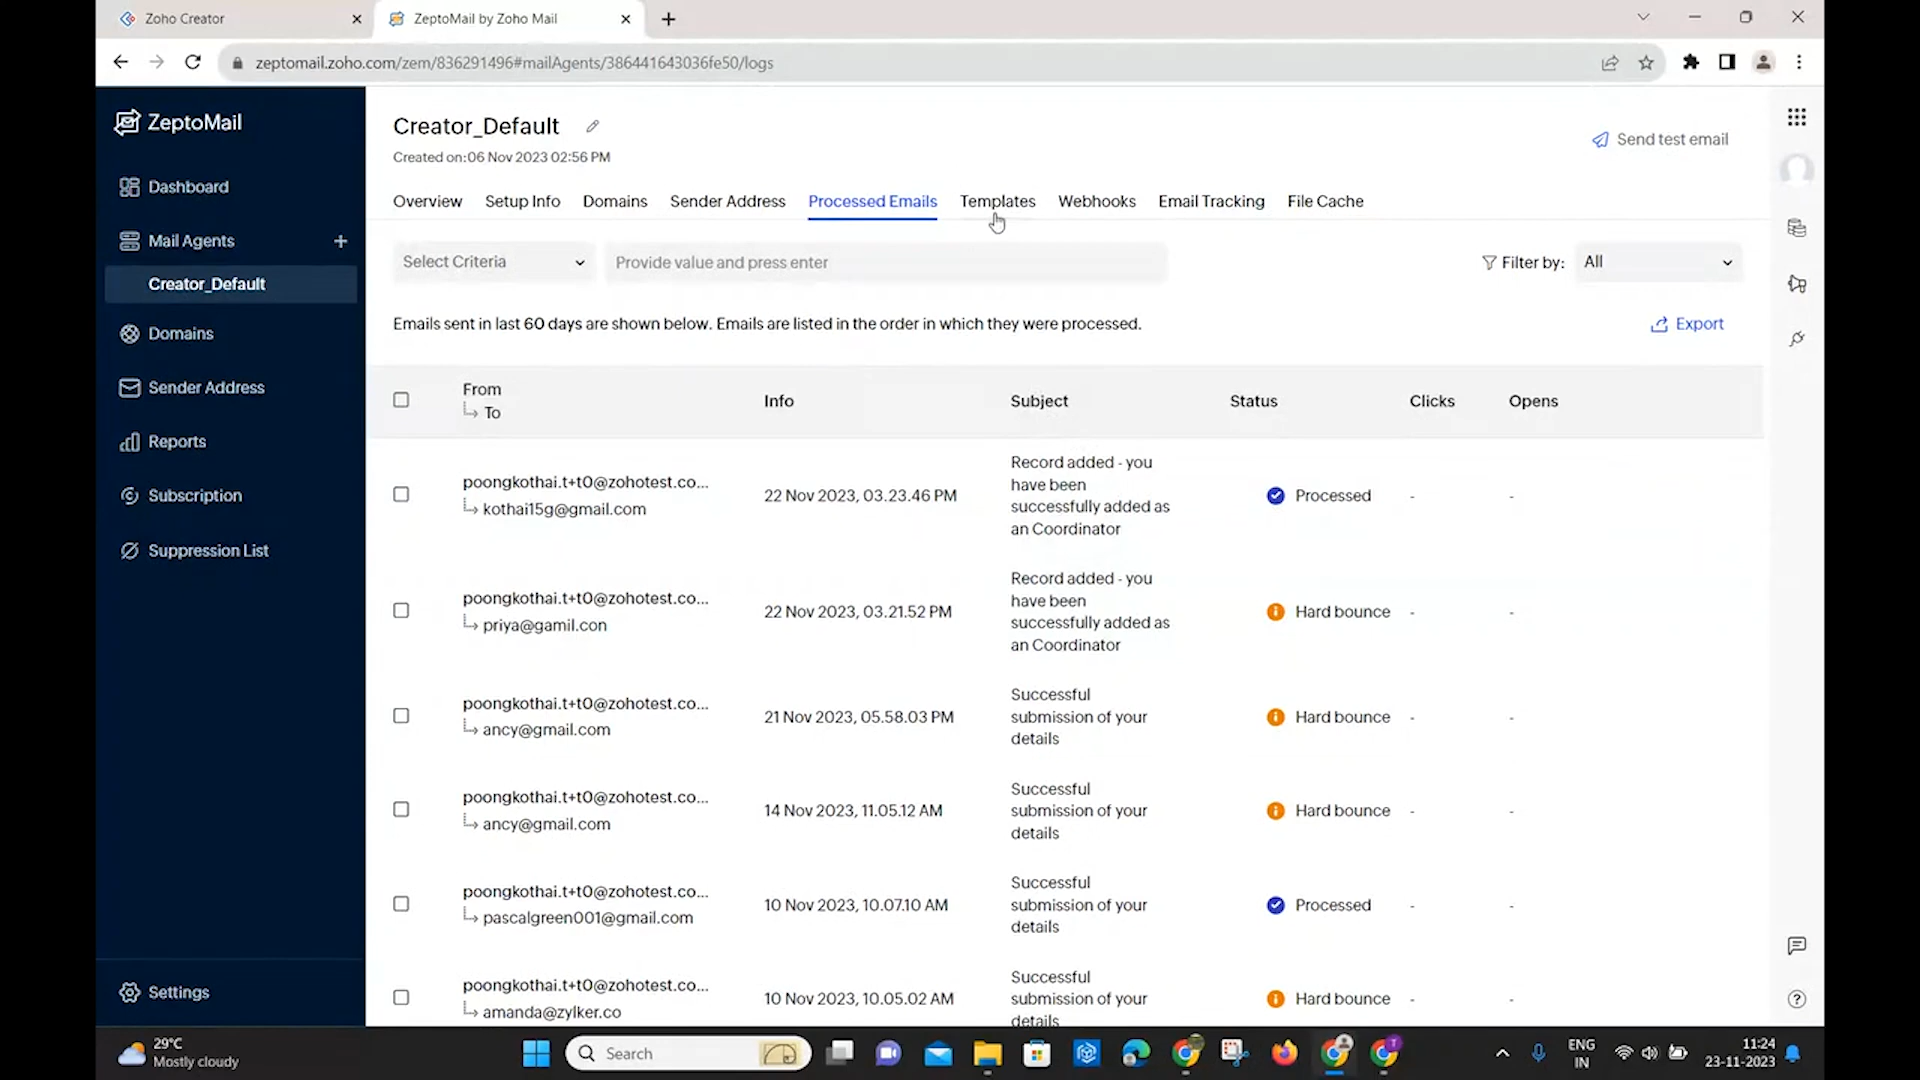 Zoho Creator
ZeptoMail by Zoho Mail
zeptomail.zoho.com/zem/836291496#mailAgents/386441643036fe50/logs
ZeptoMail
Dashboard
Mail Agents
Creator_Default
Domains
Sender Address
Reports
Subscription
Suppression List
Settings
Creator_Default
Created on:06 Nov 2023 02:56 PM
Send test email
Overview Setup Info Domains Sender Address Processed Emails Templates Webhooks Email Tracking File Cache
Select Criteria Provide value and press enter Filter by: All
Emails sent in last 60 days are shown below. Emails are listed in the order in which they were processed. Export
From
To
Info Subject Status Clicks Opens
poongkothai.t+t0@zohotest.co...
kothai15g@gmail.com
22 Nov 2023, 03.23.46 PM
Record added - you
have been
successfully added as
an Coordinator
Processed - -
poongkothai.t+t0@zohotest.co...
priya@gamil.con
22 Nov 2023, 03.21.52 PM
Record added - you
have been
successfully added as
an Coordinator
Hard bounce - -
poongkothai.t+t0@zohotest.co...
ancy@gmail.com
21 Nov 2023, 05.58.03 PM
Successful
submission of your
details
Hard bounce - -
poongkothai.t+t0@zohotest.co...
ancy@gmail.com
14 Nov 2023, 11.05.12 AM
Successful
submission of your
details
Hard bounce - -
poongkothai.t+t0@zohotest.co...
pascalgreen001@gmail.com
10 Nov 2023, 10.07.10 AM
Successful
submission of your
details
Processed - -
poongkothai.t+t0@zohotest.co...
amanda@zylker.co
10 Nov 2023, 10.05.02 AM
Successful
submission of your
details
Hard bounce - -
29°C
Mostly cloudy
Search
ENG
IN
11:24
23-11-2023